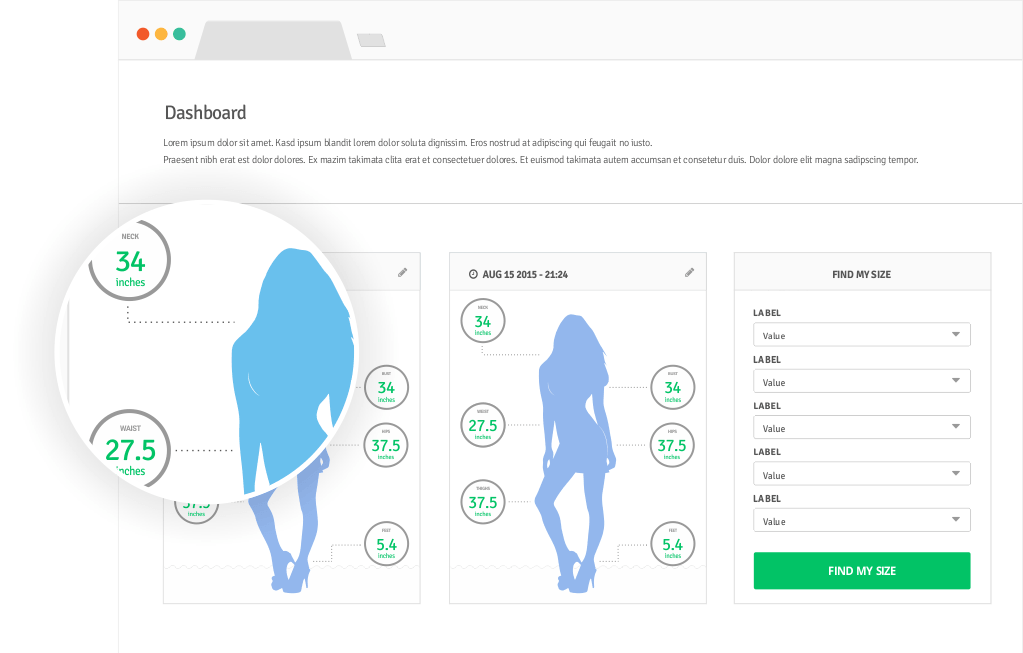 Dashboard
Lorem ipsum dolor sit amet. Kasd ipsum blandit lorem dolor soluta dignissim. Eros nostrud at adipiscing qui feugait no iusto.
Praesent nibh erat est dolor dolores. Ex mazim takimata clita erat et consectetuer dolores. Et euismod takimata autem accumsan et consetetur duis. Dolor dolore elit magna sadipscing tempor.
NECK
34
inches
WAIST
27.5
inches
37.5
inches
BUST
34
inches
HIPS
37.5
inches
FEET
5.4
inches
AUG 15 2015 - 21:24
NECK
34
inches
BUST
34
inches
WAIST
27.5
inches
HIPS
37.5
inches
THIGHS
37.5
inches
FEET
5.4
inches
FIND MY SIZE
LABEL
Value
LABEL
Value
LABEL
Value
LABEL
Value
LABEL
Value
FIND MY SIZE